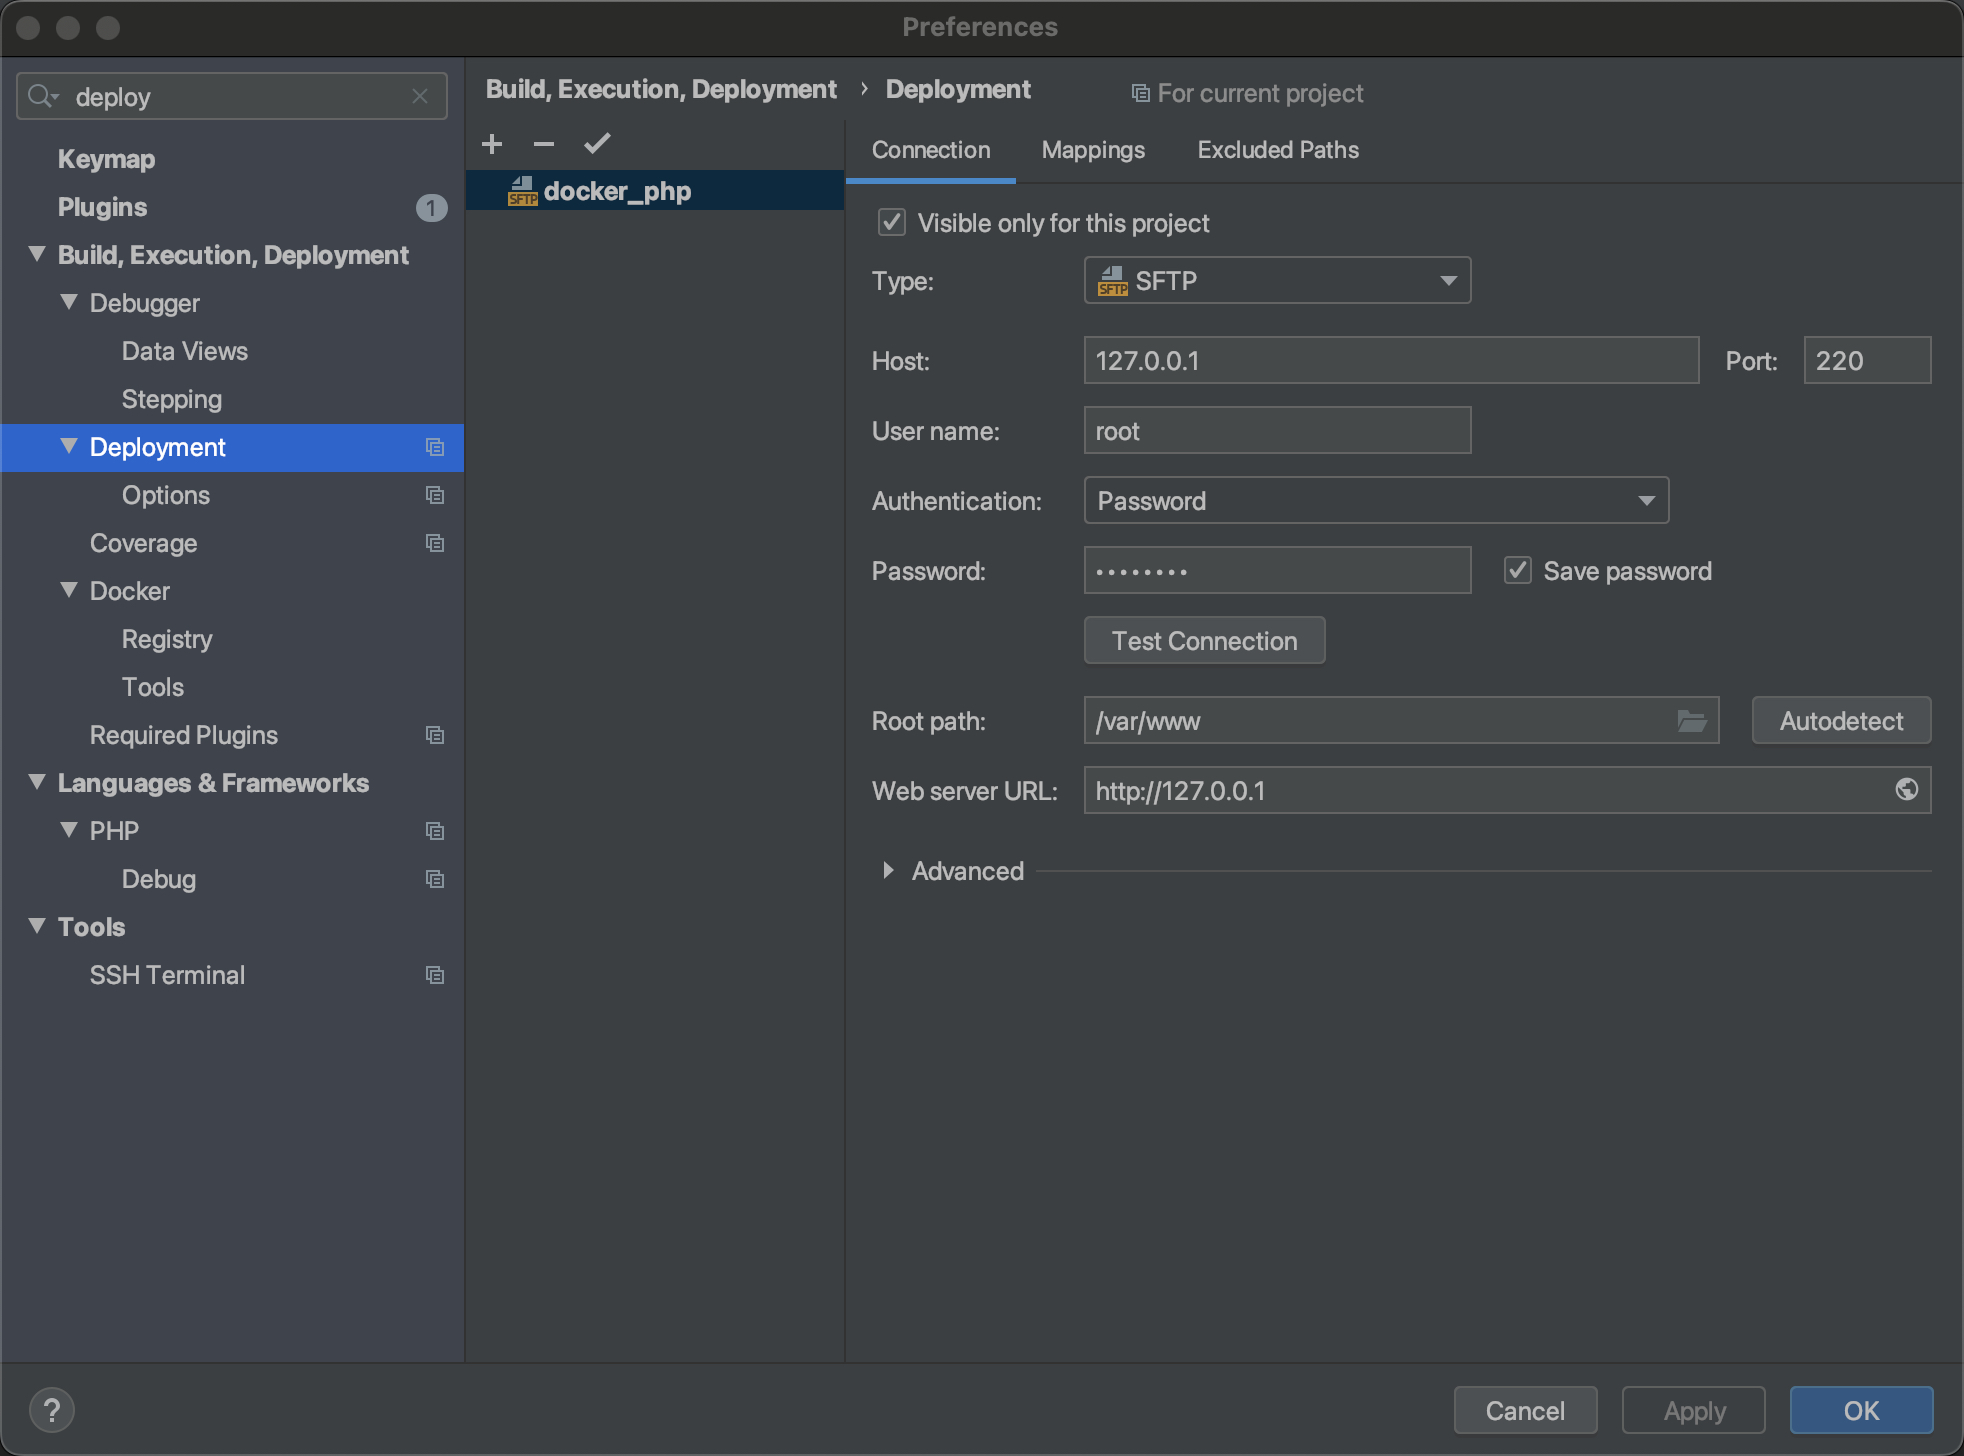 Preferences
deploy
Keymap
Plugins 1
Build, Execution, Deployment
Debugger
Data Views
Stepping
Deployment
Options
Coverage
Docker
Registry
Tools
Required Plugins
Languages & Frameworks
PHP
Debug
Tools
SSH Terminal
Build, Execution, Deployment › Deployment
For current project
SFTP docker_php
Connection Mappings Excluded Paths
Visible only for this project
Type: SFTP SFTP
Host: 127.0.0.1 Port: 220
User name: root
Authentication: Password
Password: •••••••• Save password
Test Connection
Root path: /var/www Autodetect
Web server URL: http://127.0.0.1
Advanced
? Cancel Apply OK